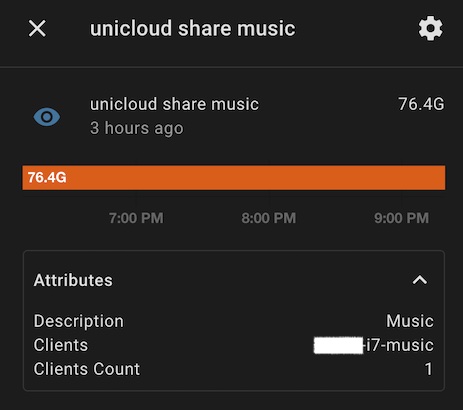 unicloud share music
unicloud share music 76.4G
3 hours ago
76.4G
7:00 PM 8:00 PM 9:00 PM
Attributes
Description Music
Clients -i7-music
Clients Count 1